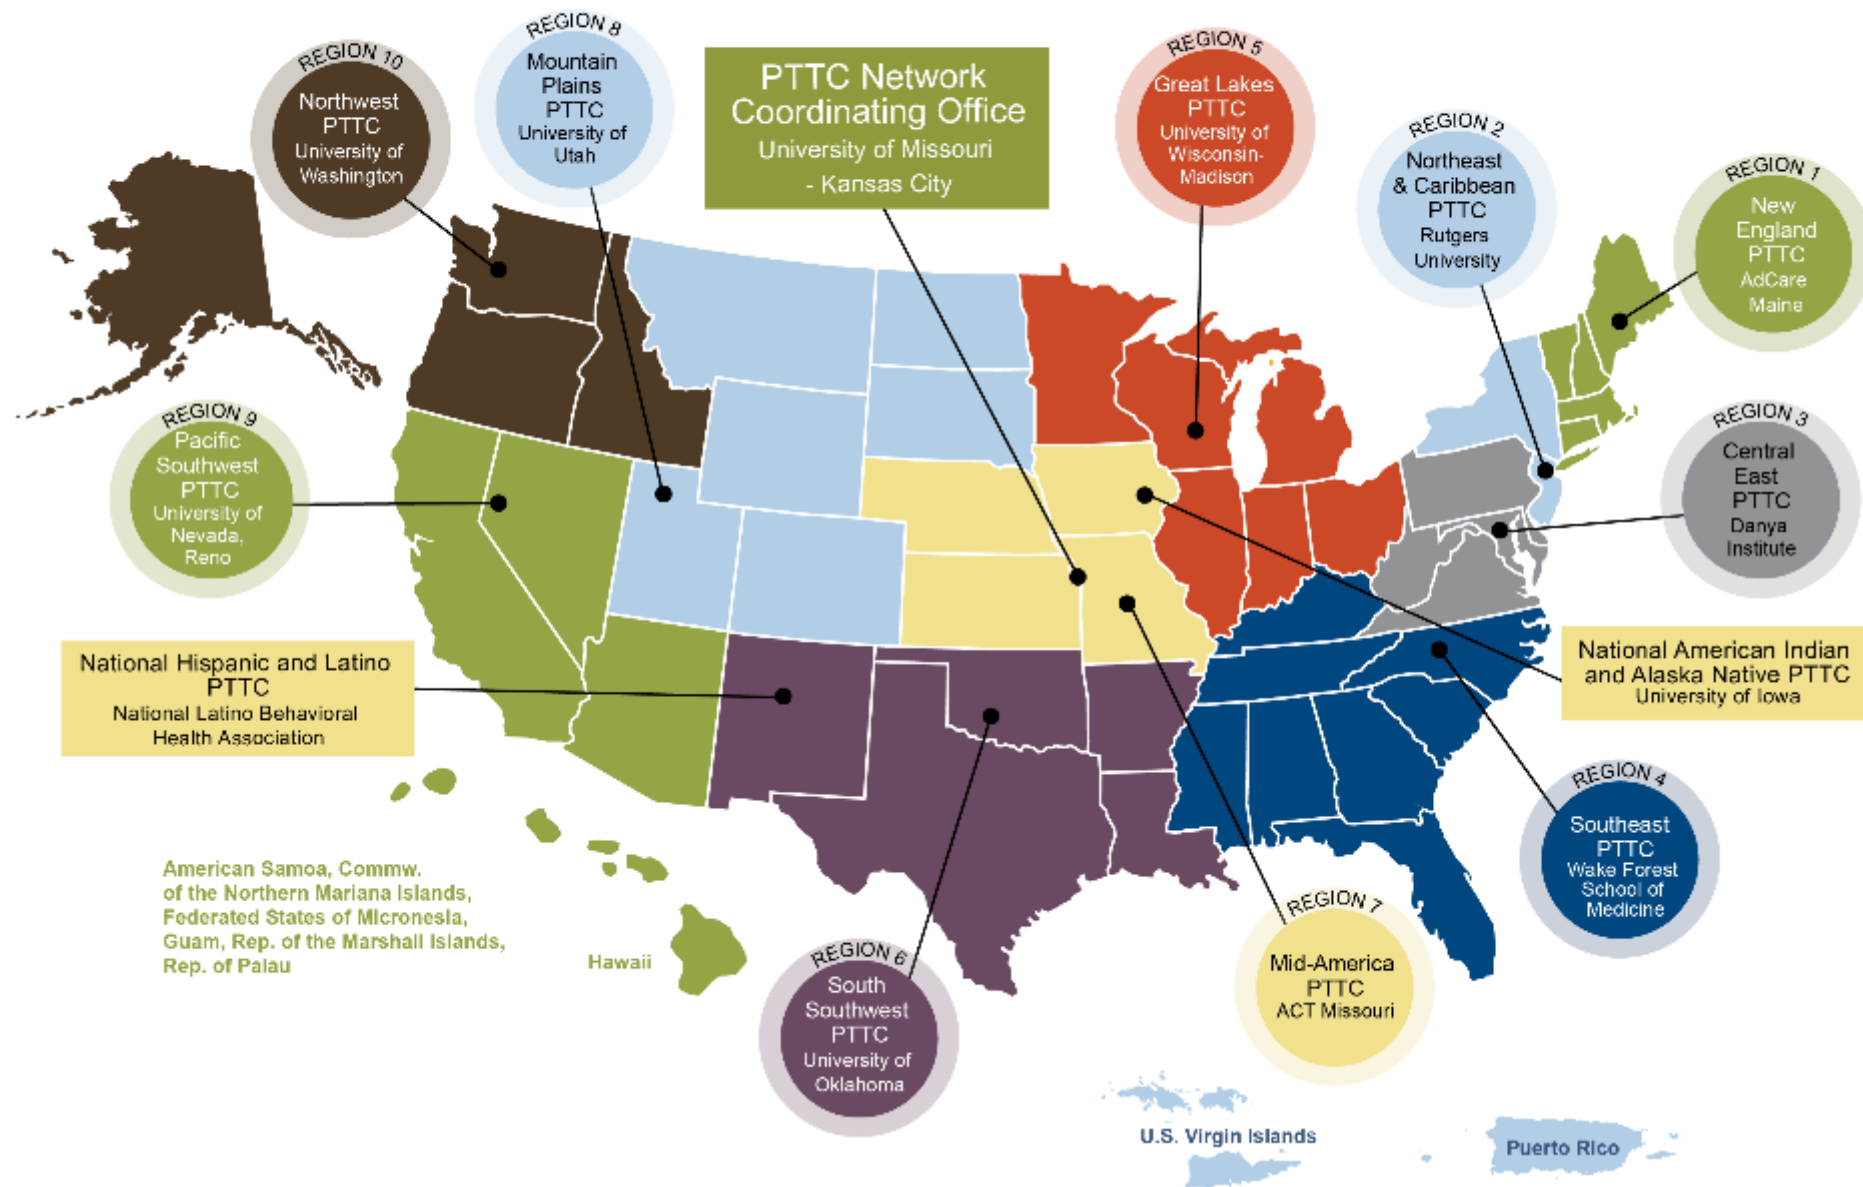 REGION 10
Northwest
PTTC
University of
Washington
REGION 8
Mountain
Plains
PTTC
University of
Utah
PTTC Network
Coordinating Office
University of Missouri
- Kansas City
REGION 5
Great Lakes
PTTC
University of
Wisconsin-
Madison
REGION 2
Northeast
& Caribbean
PTTC
Rutgers
University
REGION 1
New
England
PTTC
AdCare
Maine
REGION 9
Pacific
Southwest
PTTC
University of
Nevada,
Reno
REGION 3
Central
East
PTTC
Danya
Institute
National Hispanic and Latino
PTTC
National Latino Behavioral
Health Association
National American Indian
and Alaska Native PTTC
University of Iowa
REGION 4
Southeast
PTTC
Wake Forest
School of
Medicine
American Samoa, Commw.
of the Northern Mariana Islands,
Federated States of Micronesia,
Guam, Rep. of the Marshall Islands,
Rep. of Palau
Hawaii
REGION 6
South
Southwest
PTTC
University of
Oklahoma
REGION 7
Mid-America
PTTC
ACT Missouri
U.S. Virgin Islands
Puerto Rico